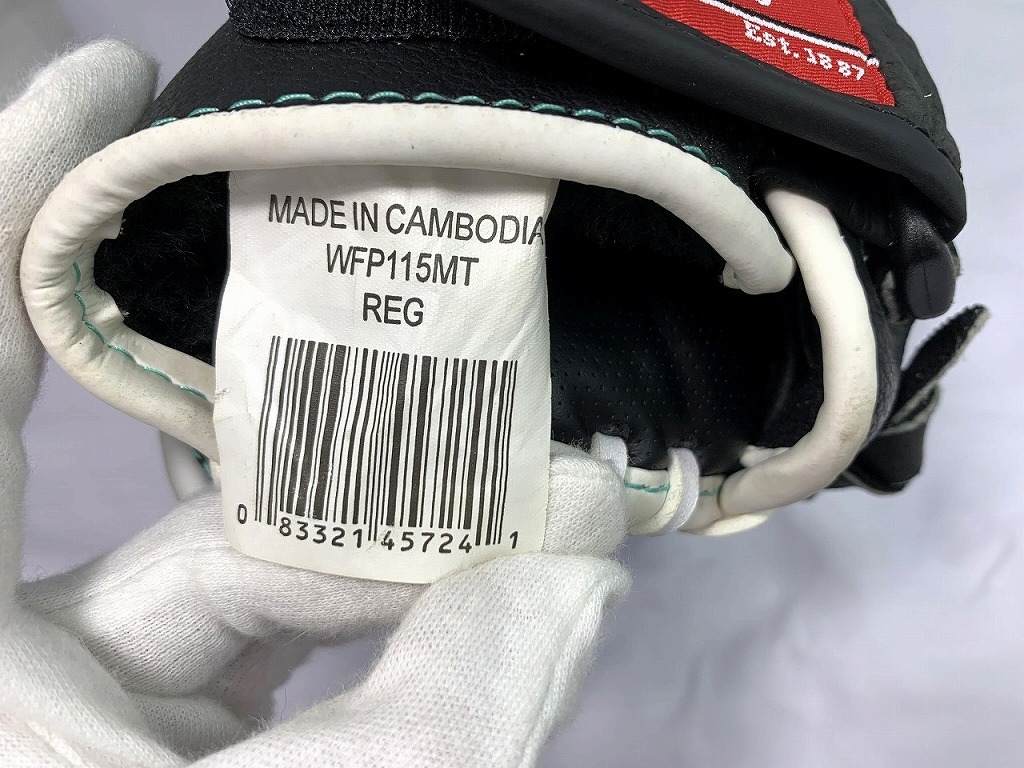 Est. 1887
MADE IN CAMBODIA
WFP115MT
REG
0 83321 45724 1